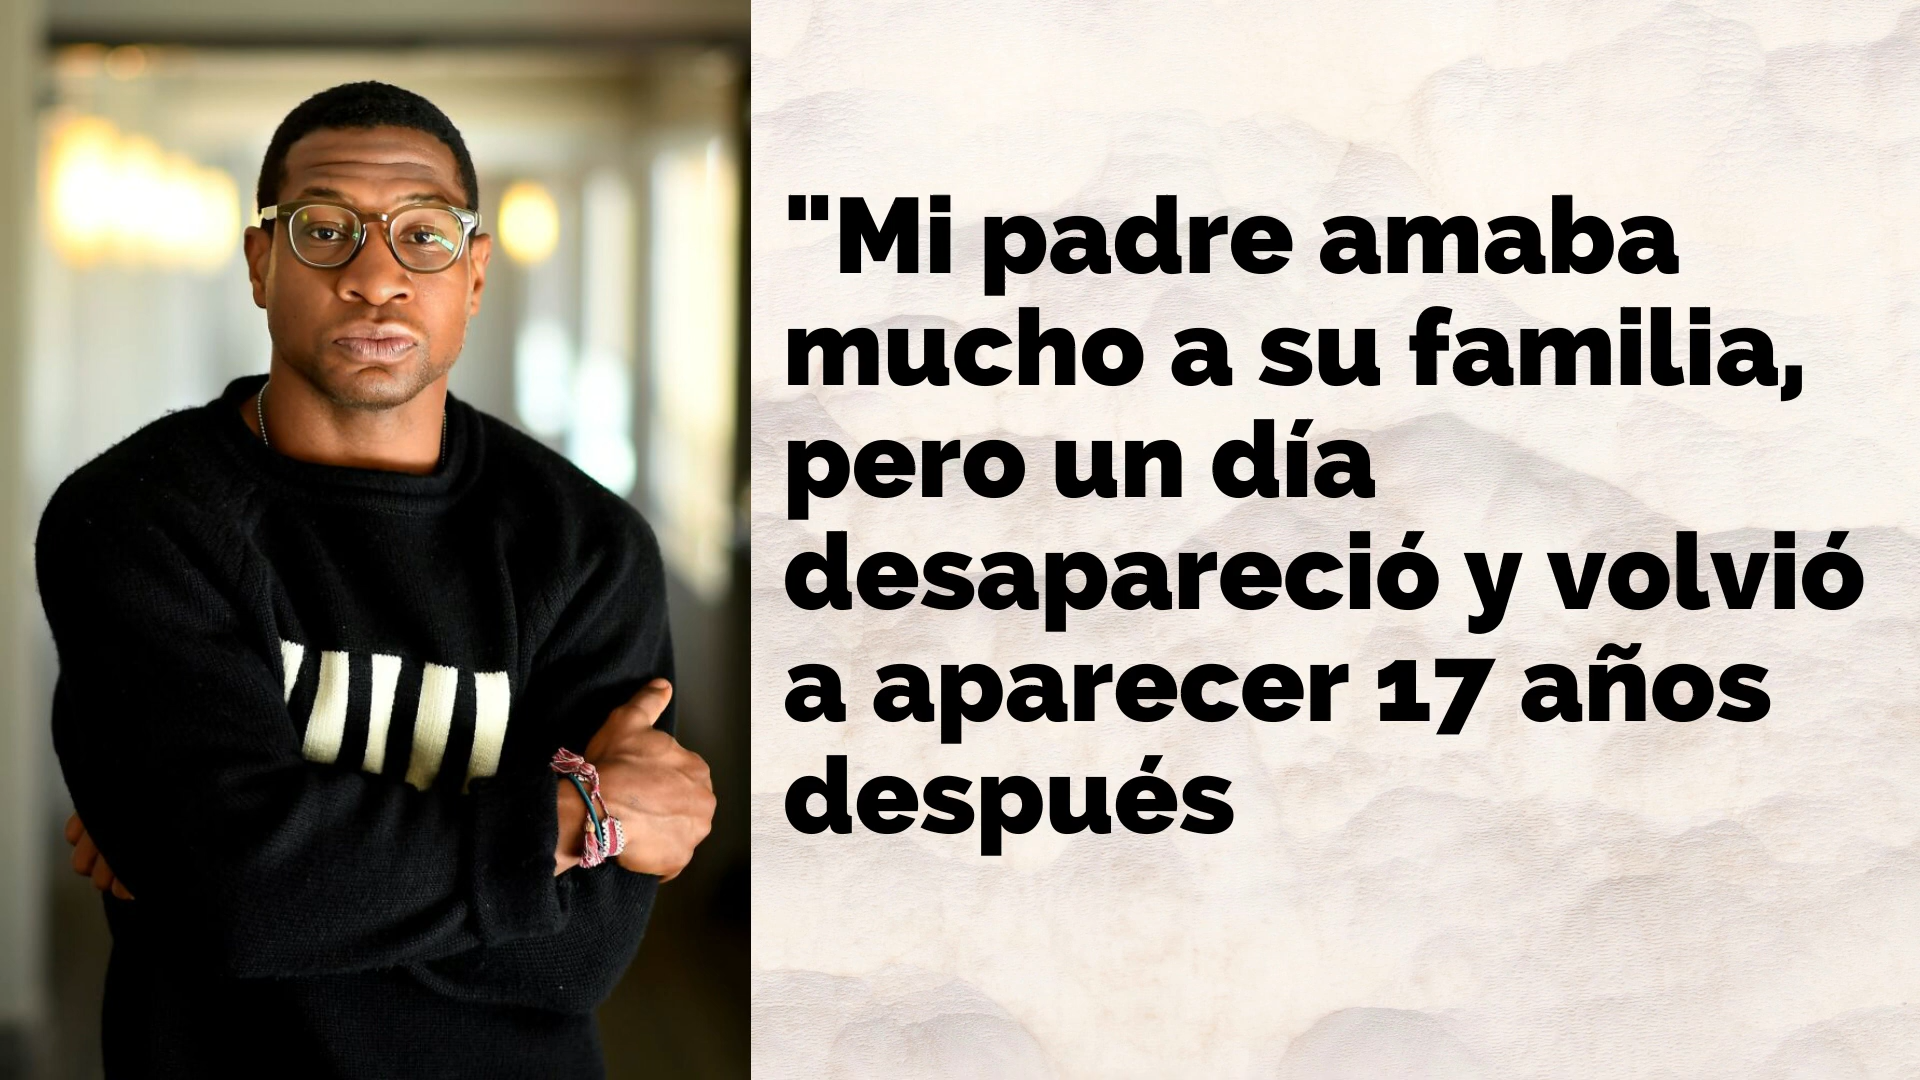 "Mi padre amaba
mucho a su familia,
pero un día
desapareció y volvió
a aparecer 17 años
después